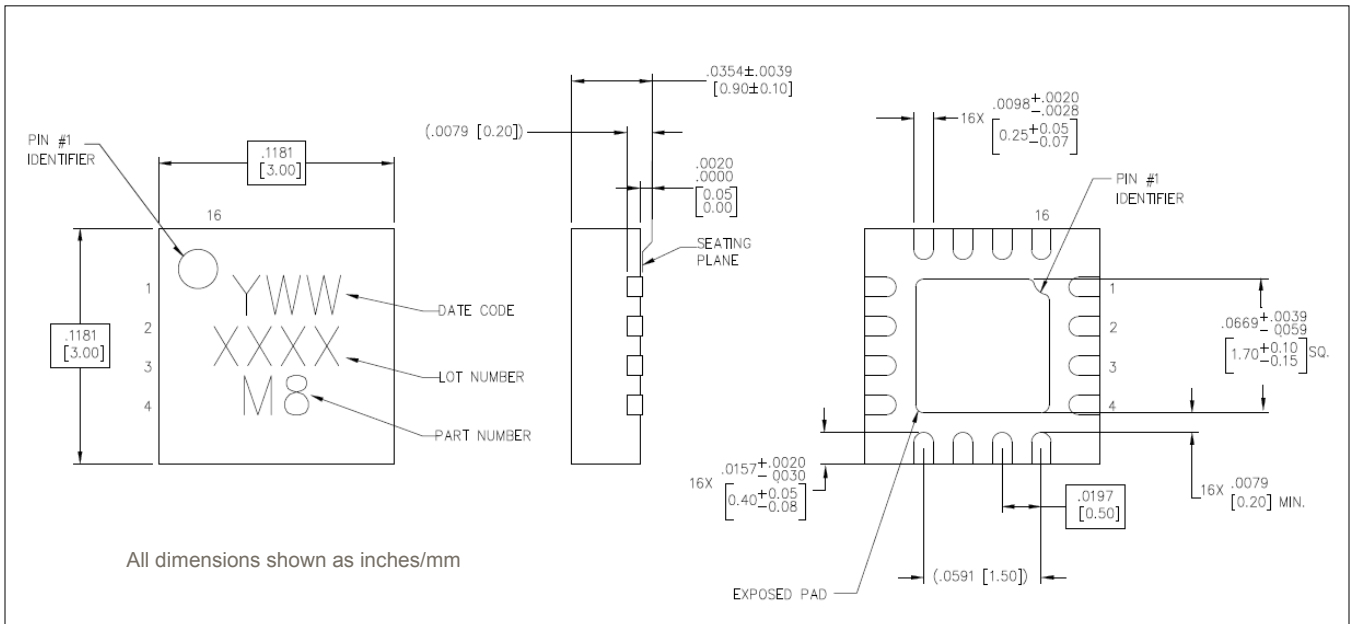 PIN #1
IDENTIFIER
.1181
[3.00]
16
1
2
3
4
.1181
[3.00]
YWW
XXXX
M8
DATE CODE
LOT NUMBER
PART NUMBER
All dimensions shown as inches/mm
.0354±.0039
[0.90±0.10]
(.0079 [0.20])
.0020
.0000
[0.05
0.00]
SEATING
PLANE
16X .0098+.0020
-.0028
[0.25+0.05
-0.07]
PIN #1
IDENTIFIER
16
1
2
3
4
.0669+.0039
-.0059
[1.70+0.10
-0.15] SQ.
16X .0157+.0020
-.0030
[0.40+0.05
-0.08]
.0197
[0.50]
16X .0079
[0.20] MIN.
(.0591 [1.50])
EXPOSED PAD